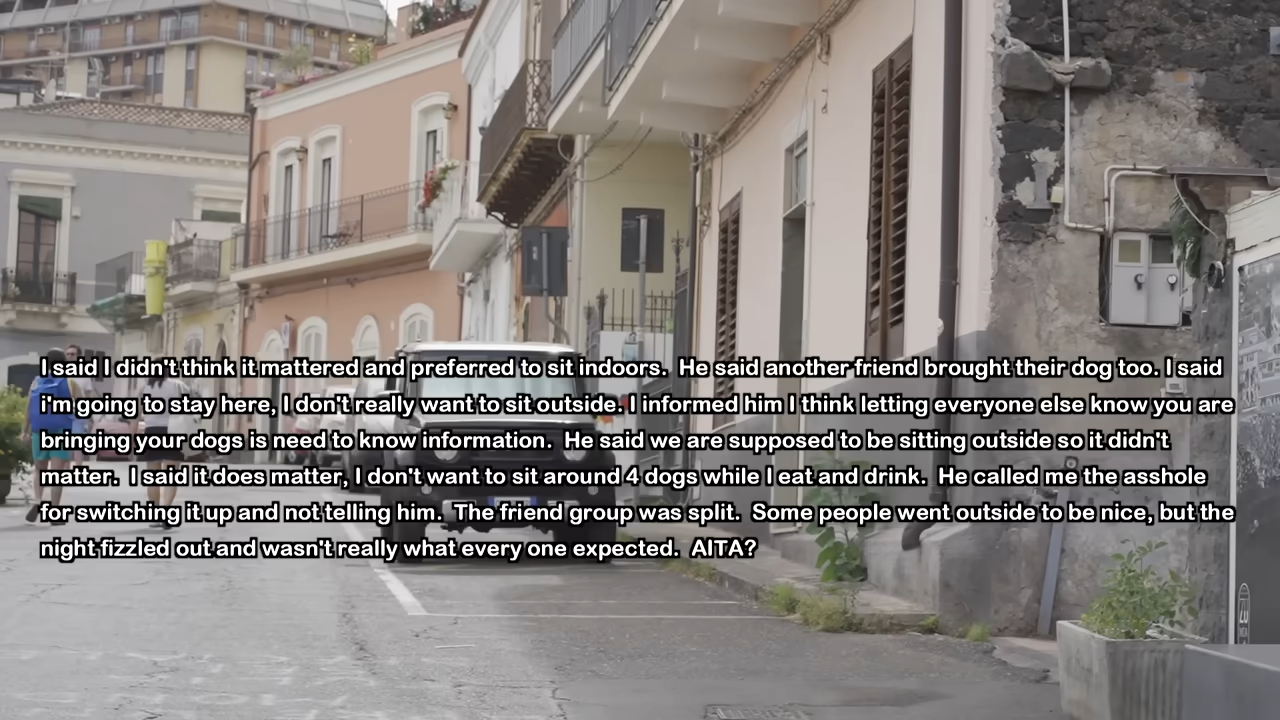 I said I didn't think it mattered and preferred to sit indoors.  He said another friend brought their dog too. I said
i'm going to stay here, I don't really want to sit outside. I informed him I think letting everyone else know you are
bringing your dogs is need to know information.  He said we are supposed to be sitting outside so it didn't
matter.  I said it does matter, I don't want to sit around 4 dogs while I eat and drink.  He called me the asshole
for switching it up and not telling him.  The friend group was split.  Some people went outside to be nice, but the
night fizzled out and wasn't really what every one expected.  AITA?